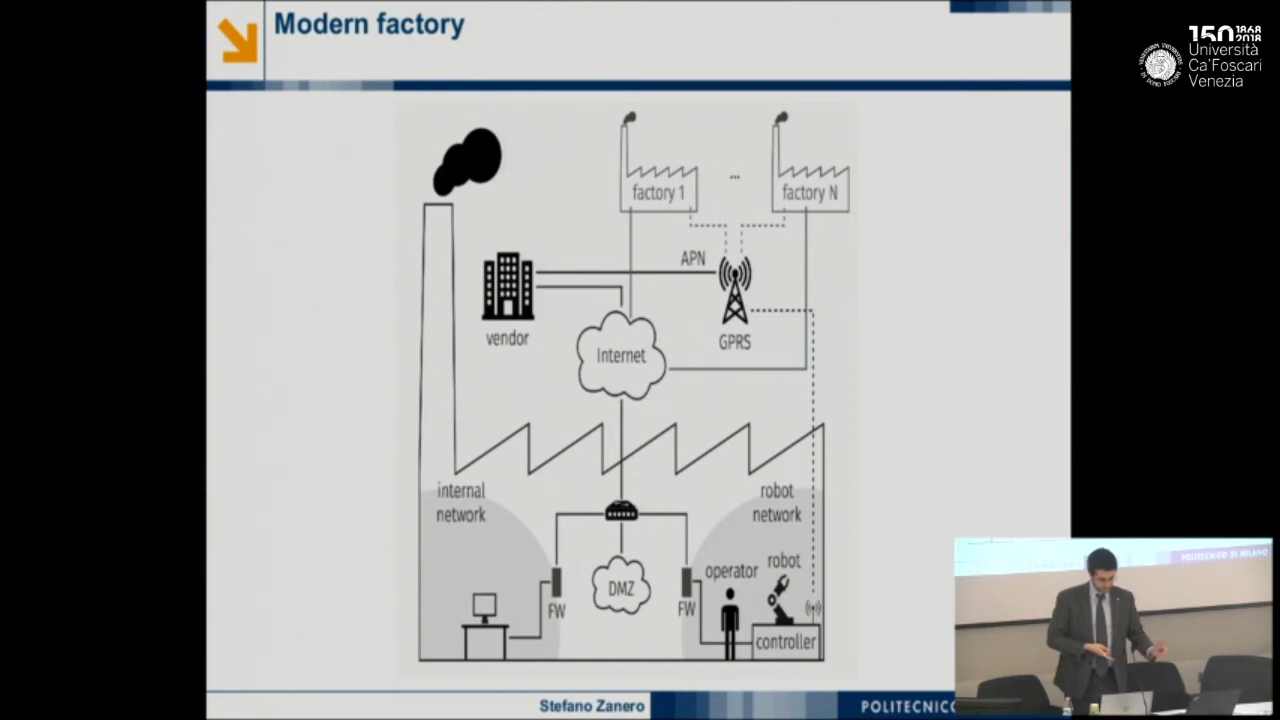 Modern factory
150 1868 2018
Università
Ca'Foscari
Venezia
factory 1
...
factory N
APN
vendor
GPRS
Internet
internal
network
robot
network
robot
operator
FW
DMZ
FW
controller
Stefano Zanero
POLITECNICO
POLITECNICO DI MILANO